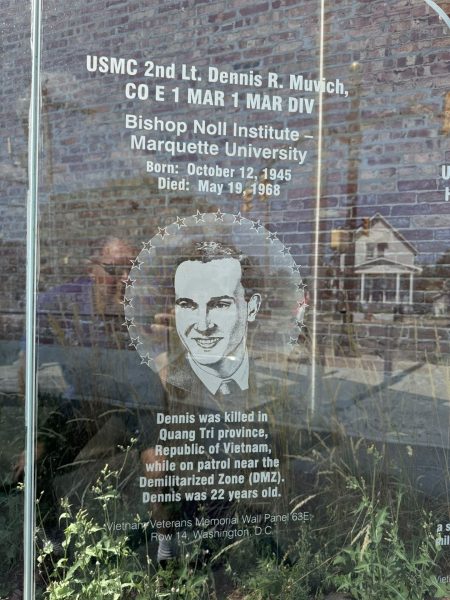 USMC 2nd Lt. Dennis R. Muvich,
CO E 1 MAR 1 MAR DIV
Bishop Noll Institute –
Marquette University
Born: October 12, 1945
Died: May 19, 1968
Dennis was killed in
Quang Tri province,
Republic of Vietnam,
while on patrol near the
Demilitarized Zone (DMZ).
Dennis was 22 years old.
Vietnam Veterans Memorial Wall Panel 63E,
Row 14, Washington, D.C.